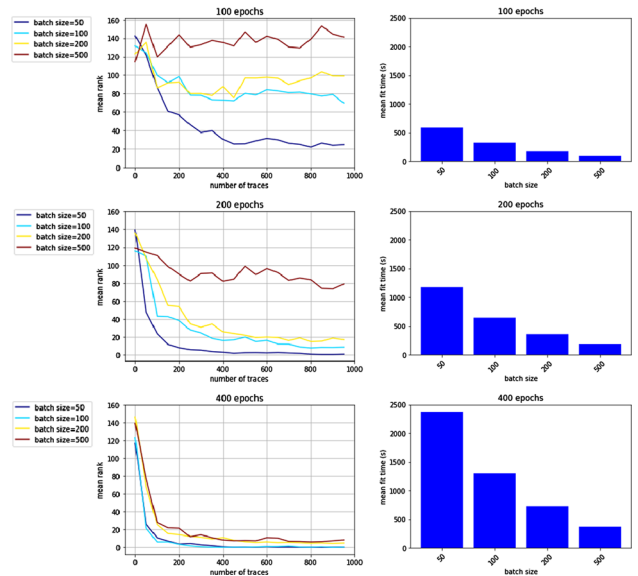 100 epochs
batch size=50
batch size=100
batch size=200
batch size=500
mean rank
160
140
120
100
80
60
40
20
0
0 200 400 600 800 1000
number of traces
100 epochs
mean fit time (s)
2500
2000
1500
1000
500
0
50 100 200 500
batch size
200 epochs
batch size=50
batch size=100
batch size=200
batch size=500
mean rank
160
140
120
100
80
60
40
20
0
0 200 400 600 800 1000
number of traces
200 epochs
mean fit time (s)
2500
2000
1500
1000
500
0
50 100 200 500
batch size
400 epochs
batch size=50
batch size=100
batch size=200
batch size=500
mean rank
160
140
120
100
80
60
40
20
0
0 200 400 600 800 1000
number of traces
400 epochs
mean fit time (s)
2500
2000
1500
1000
500
0
50 100 200 500
batch size